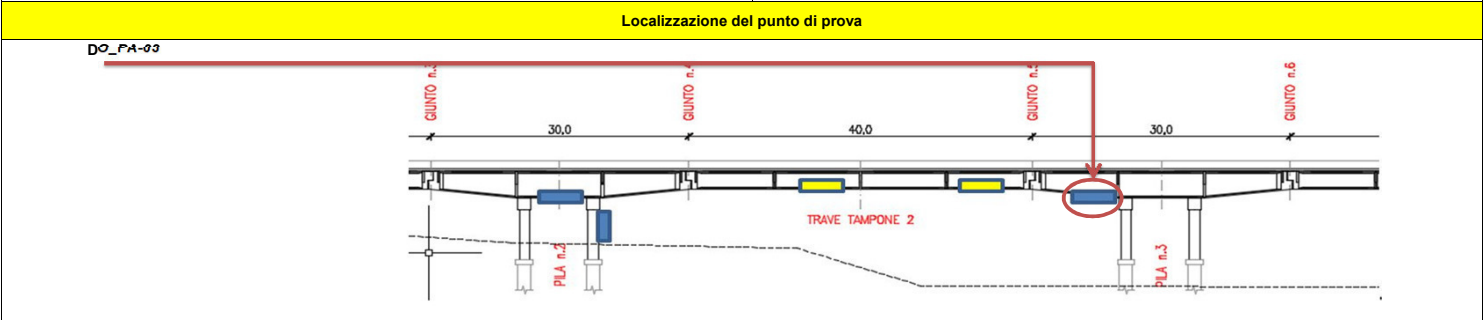 Localizzazione del punto di prova
DO_PA-03
GIUNTO n.3
GIUNTO n.4
GIUNTO n.5
GIUNTO n.6
30,0
40,0
30,0
TRAVE TAMPONE 2
PILA n.2
PILA n.3